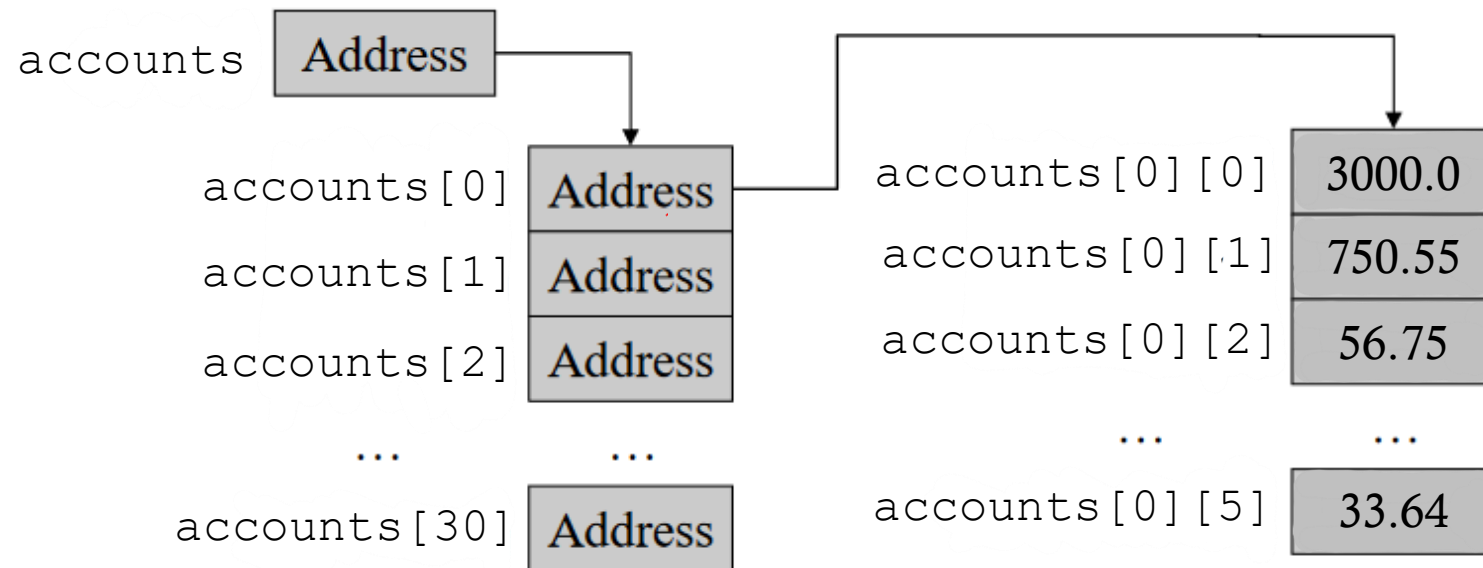 accounts Address
accounts[0] Address accounts[0][0] 3000.0
accounts[1] Address accounts[0][1] 750.55
accounts[2] Address accounts[0][2] 56.75
... ... ... ...
accounts[30] Address accounts[0][5] 33.64